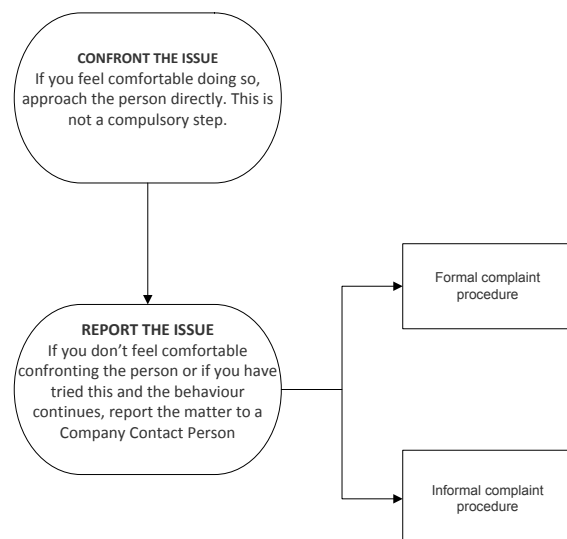 CONFRONT THE ISSUE
If you feel comfortable doing so,
approach the person directly. This is
not a compulsory step.
Formal complaint
procedure
REPORT THE ISSUE
If you don’t feel comfortable
confronting the person or if you have
tried this and the behaviour
continues, report the matter to a
Company Contact Person
Informal complaint
procedure